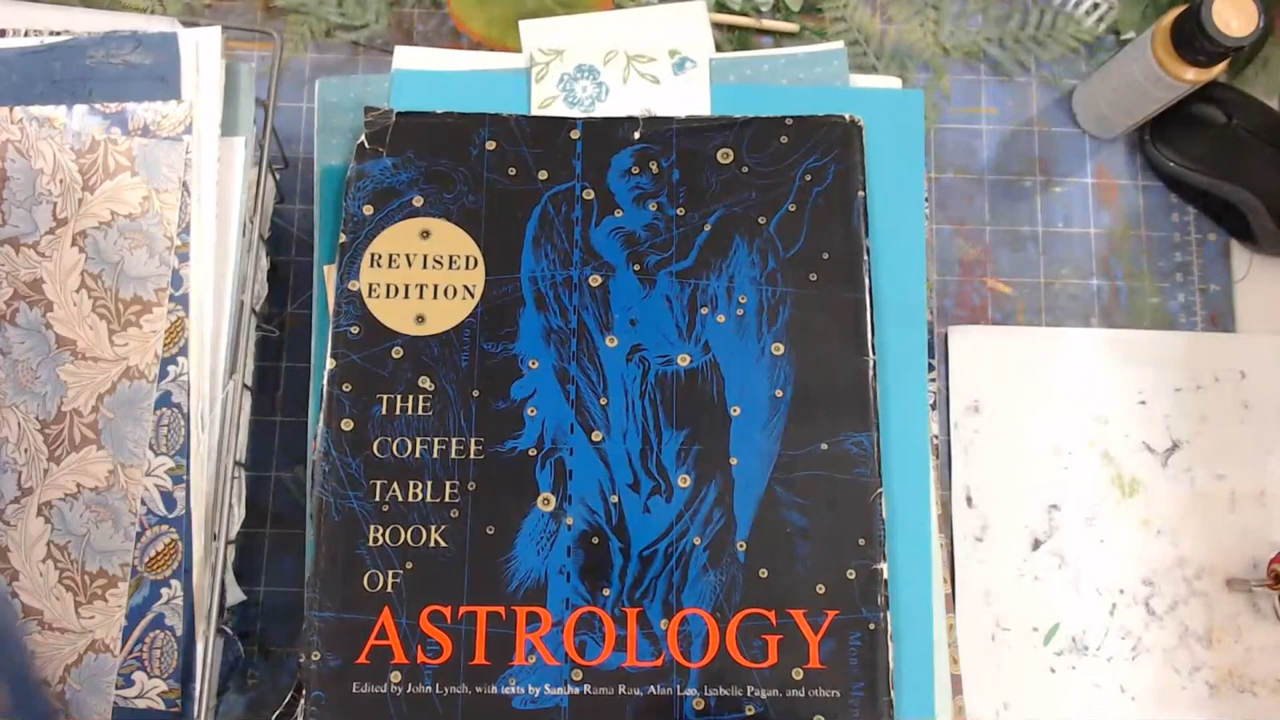 REVISED
EDITION
THE
COFFEE
TABLE
BOOK
OF
ASTROLOGY
Edited by John Lynch, with texts by Santha Rama Rau, Alan Leo, Isabelle Pagan, and others